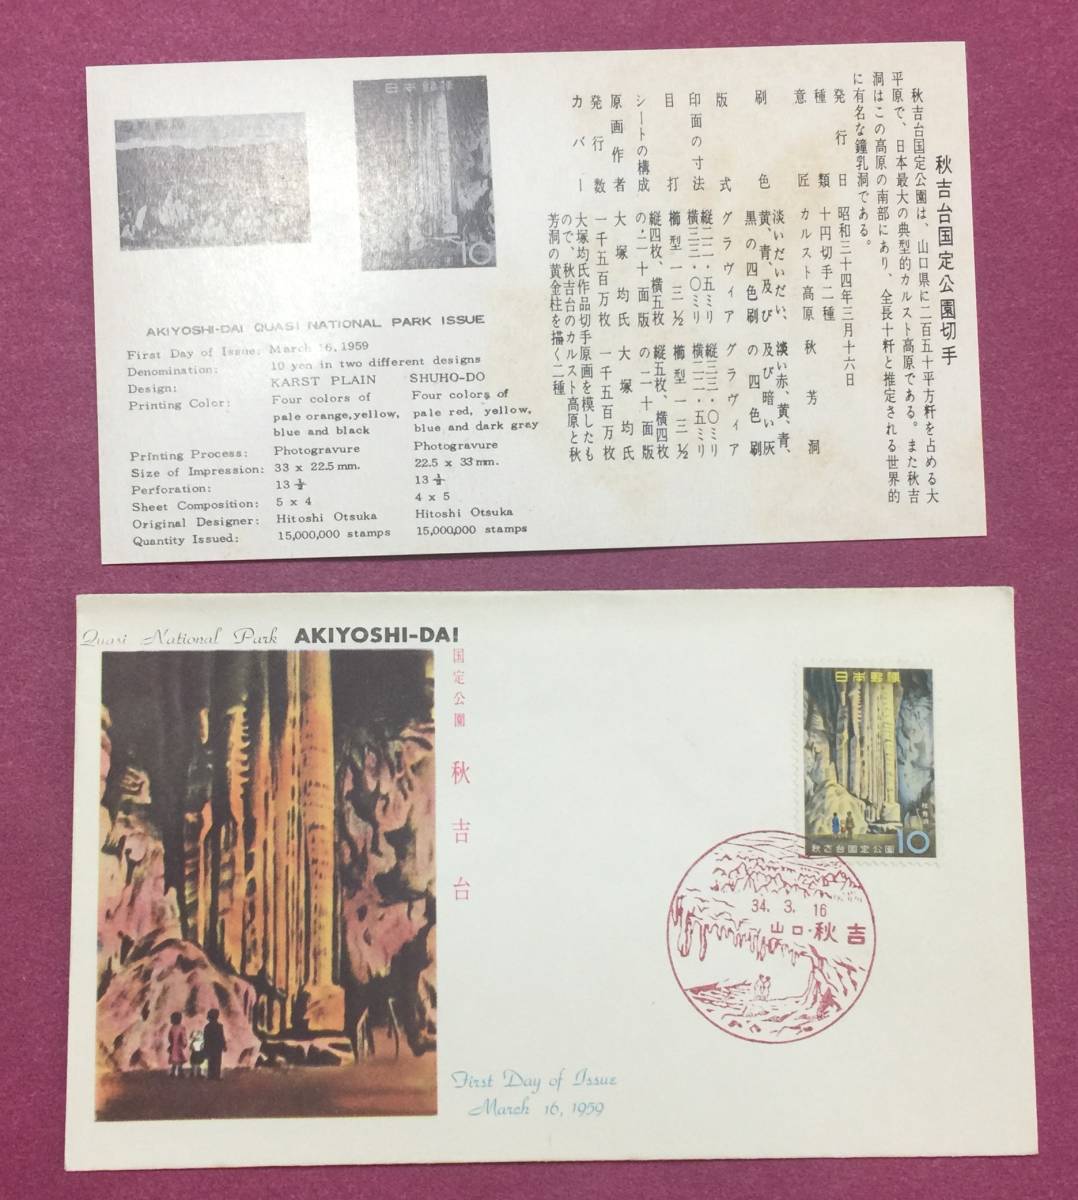 日本郵便
10
AKIYOSHI-DAI QUASI NATIONAL PARK ISSUE
First Day of Issue: March 16, 1959
Denomination: 10 yen in two different designs
Design: KARST PLAIN SHUHO-DO
Printing Color: Four colors of pale orange, yellow, blue and black Four colors of pale red, yellow, blue and dark gray
Printing Process: Photogravure Photogravure
Size of Impression: 33 x 22.5 mm. 22.5 x 33 mm.
Perforation: 13 ½ 13 ½
Sheet Composition: 5 x 4 4 x 5
Original Designer: Hitoshi Otsuka Hitoshi Otsuka
Quantity Issued: 15,000,000 stamps 15,000,000 stamps
秋吉台国定公園切手
秋吉台国定公園は、山口県に二百五十平方粁を占める大
平原で、日本最大の典型的カルスト高原である。また秋吉
洞はこの高原の南部にあり、全長十粁と推定される世界的
に有名な鐘乳洞である。
発行日 昭和三十四年三月十六日
種類 十円切手二種
意匠 カルスト高原 秋芳洞
刷色 淡いだいだい、黄、青、及び黒の四色刷 淡い赤、黄、青、及び暗い灰の四色刷
版式 グラヴィア グラヴィア
印面の寸法 縦二二・五ミリ 横三三・〇ミリ 縦三三・〇ミリ 横二二・五ミリ
目打 櫛型一三½ 櫛型一三½
シートの構成 縦四枚、横五枚の二十面版 縦五枚、横四枚の二十面版
原画作者 大塚均氏 大塚均氏
発行数 一千五百万枚 一千五百万枚
カバー 大塚均氏作品切手原画を模したも
ので、秋吉台のカルスト高原と秋
芳洞の黄金柱を描く二種
Quasi National Park AKIYOSHI-DAI
国定公園
秋吉台
日本郵便
秋芳洞
秋吉台国定公園
10
34. 3. 16
山口・秋吉
First Day of Issue
March 16, 1959